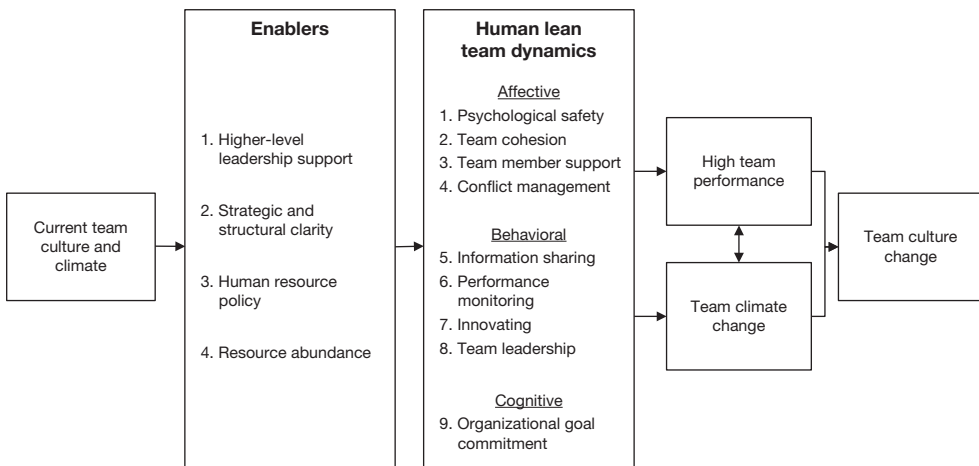 Current team
culture and
climate
Enablers
1. Higher-level
leadership support
2. Strategic and
structural clarity
3. Human resource
policy
4. Resource abundance
Human lean
team dynamics
Affective
1. Psychological safety
2. Team cohesion
3. Team member support
4. Conflict management
Behavioral
5. Information sharing
6. Performance
monitoring
7. Innovating
8. Team leadership
Cognitive
9. Organizational goal
commitment
High team
performance
Team climate
change
Team culture
change